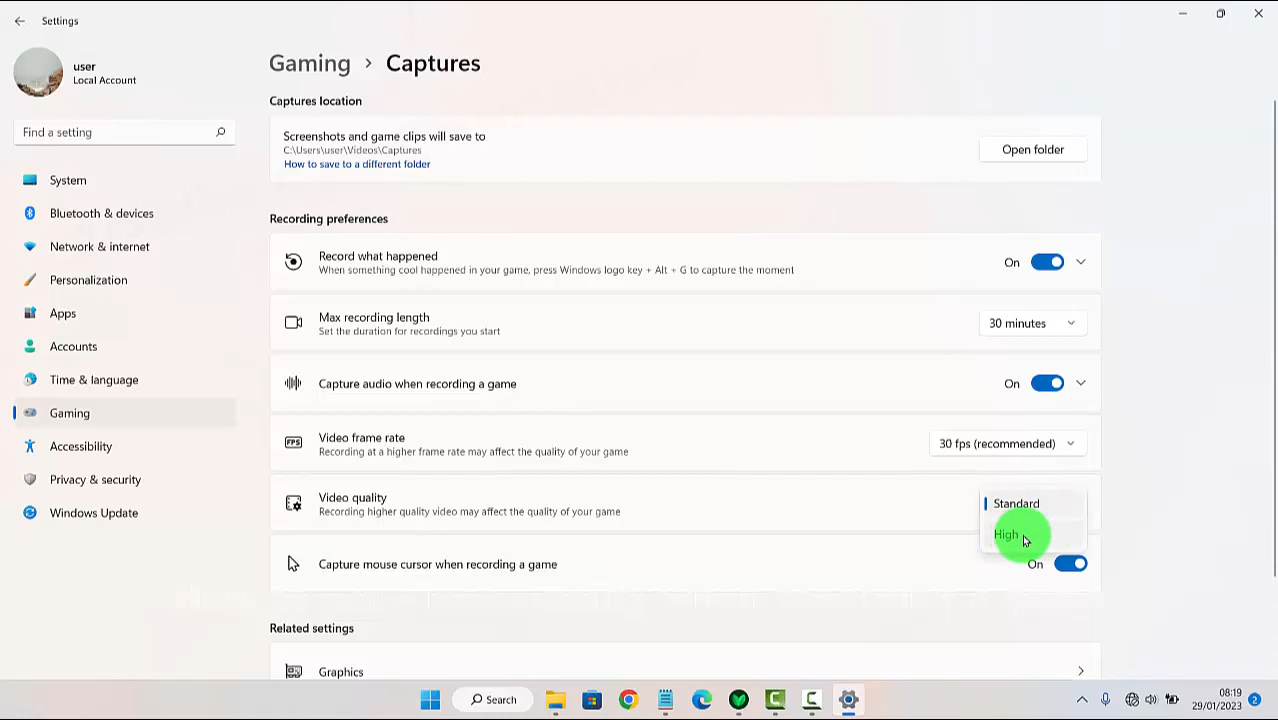 Settings
user
Local Account
Find a setting
System
Bluetooth & devices
Network & internet
Personalization
Apps
Accounts
Time & language
Gaming
Accessibility
Privacy & security
Windows Update
Gaming > Captures
Captures location
Screenshots and game clips will save to
C:\Users\user\Videos\Captures
How to save to a different folder
Open folder
Recording preferences
Record what happened
When something cool happened in your game, press Windows logo key + Alt + G to capture the moment
On
Max recording length
Set the duration for recordings you start
30 minutes
Capture audio when recording a game
On
FPS
Video frame rate
Recording at a higher frame rate may affect the quality of your game
30 fps (recommended)
Video quality
Recording higher quality video may affect the quality of your game
Standard
High
Capture mouse cursor when recording a game
On
Related settings
Graphics
Search
08:19
29/01/2023
2